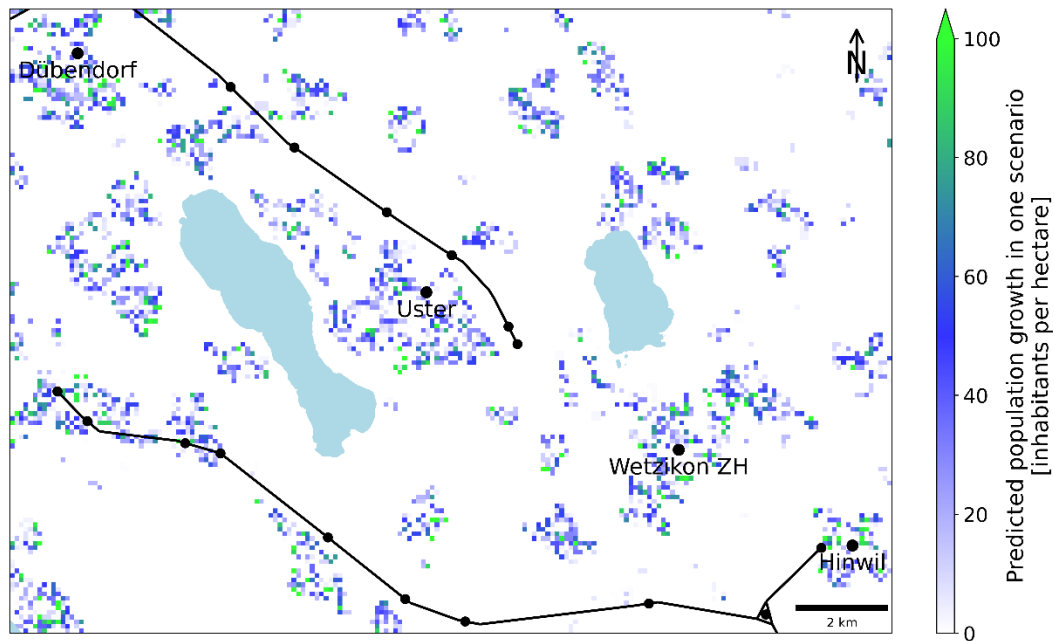 Dübendorf
N
Uster
Wetzikon ZH
Hinwil
2 km
100
80
60
40
20
0
Predicted population growth in one scenario
[inhabitants per hectare]